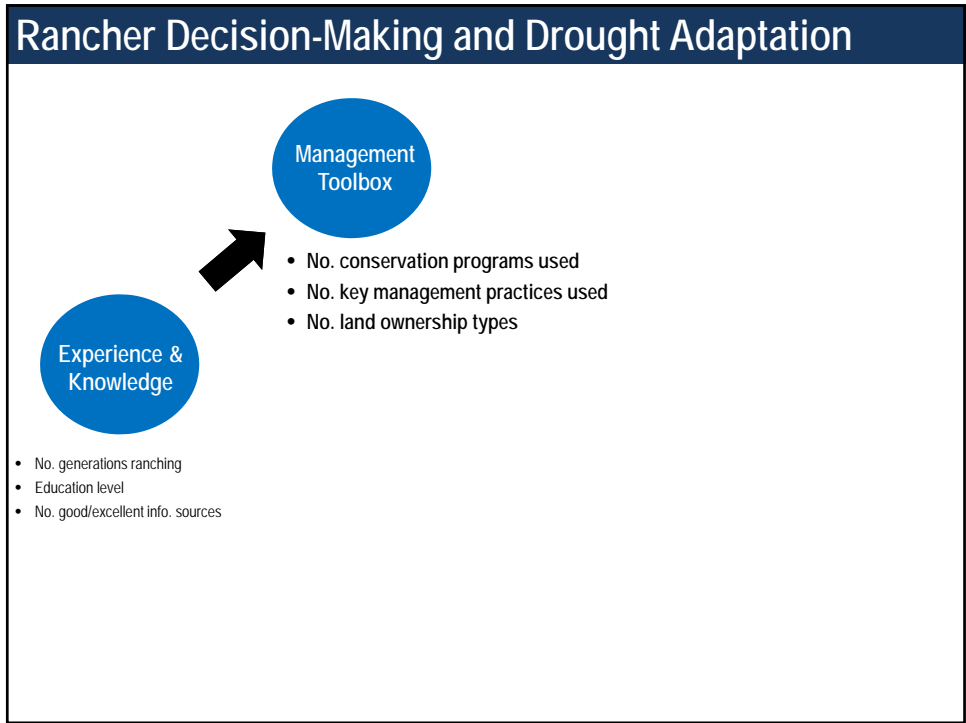 Rancher Decision-Making and Drought Adaptation
Management
Toolbox
• No. conservation programs used
• No. key management practices used
• No. land ownership types
Experience &
Knowledge
• No. generations ranching
• Education level
• No. good/excellent info. sources